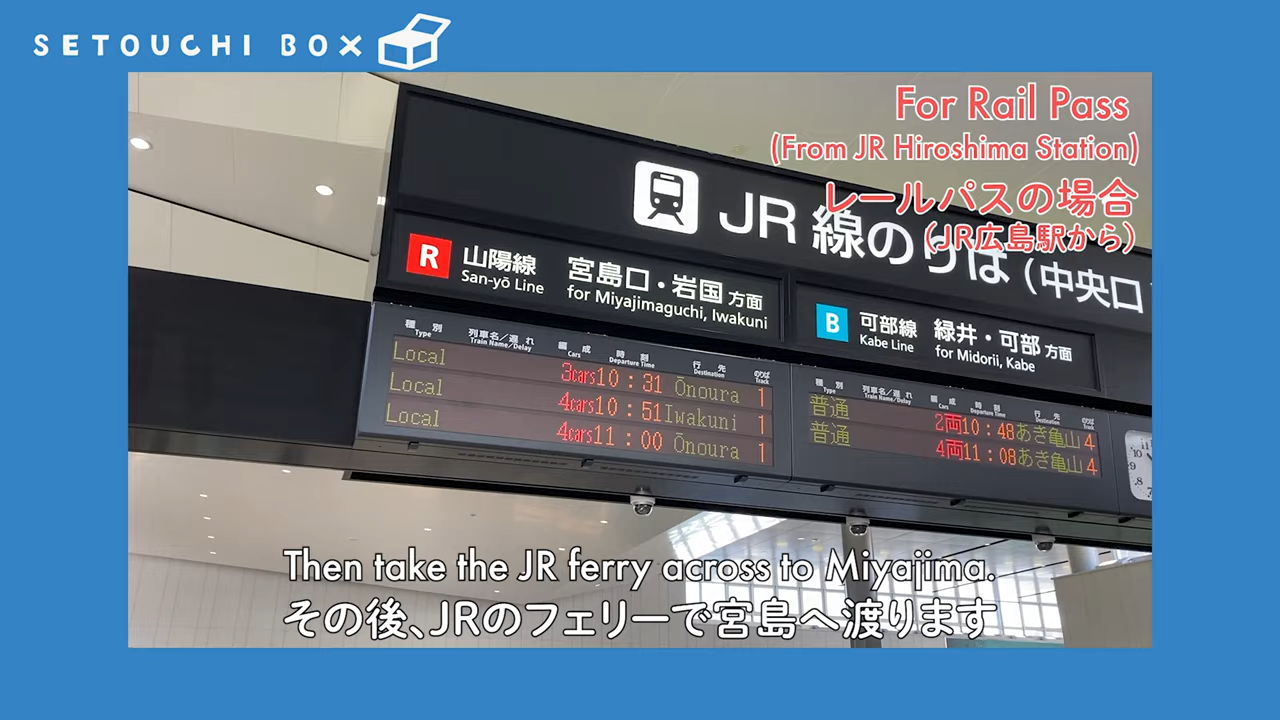 SETOUCHI BOX
For Rail Pass
(From JR Hiroshima Station)
レールパスの場合
(JR広島駅から)
JR 線のりば (中央口
R 山陽線 宮島口・岩国 方面
San-yō Line for Miyajimaguchi, Iwakuni
B 可部線 緑井・可部 方面
Kabe Line for Midorii, Kabe
種別 列車名/遅れ 編成 時刻 行先 のりば
Type Train Name/Delay Cars Departure Time Destination Track
Local 3cars 10:31 Ōnoura 1
Local 4cars 10:51 Iwakuni 1
Local 4cars 11:00 Ōnoura 1
種別 列車名/遅れ 編成 時刻 行先 のりば
Type Train Name/Delay Cars Departure Time Destination Track
普通 2両 10:48 あき亀山 4
普通 4両 11:08 あき亀山 4
Then take the JR ferry across to Miyajima.
その後、JRのフェリーで宮島へ渡ります